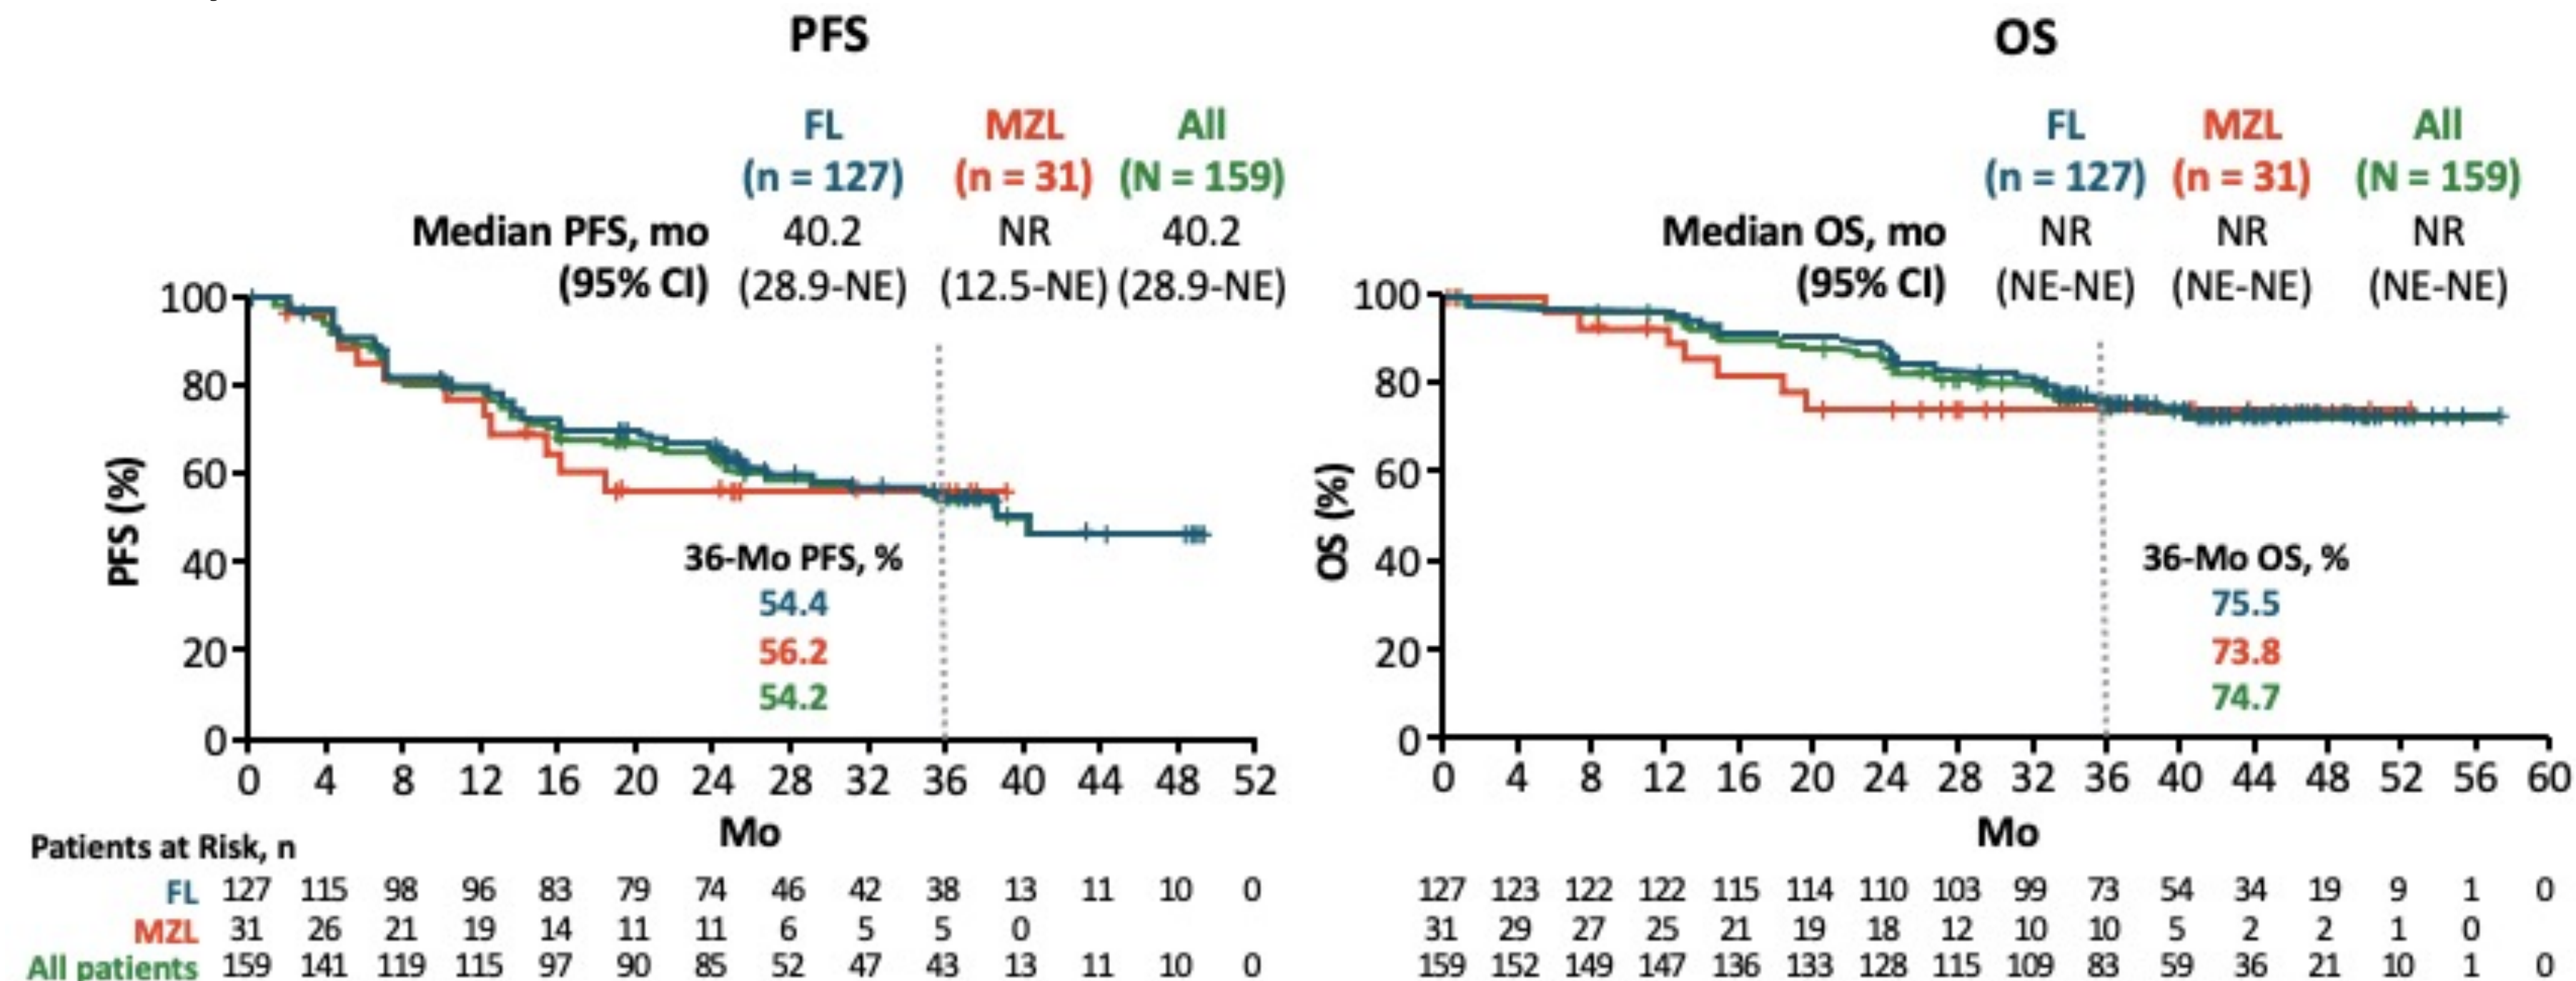 PFS
FL MZL All
(n = 127) (n = 31) (N = 159)
Median PFS, mo 40.2 NR 40.2
(95% CI) (28.9-NE) (12.5-NE) (28.9-NE)
100
80
60
40
20
0
PFS (%)
36-Mo PFS, %
54.4
56.2
54.2
0 4 8 12 16 20 24 28 32 36 40 44 48 52
Mo
Patients at Risk, n
FL 127 115 98 96 83 79 74 46 42 38 13 11 10 0
MZL 31 26 21 19 14 11 11 6 5 5 0
All patients 159 141 119 115 97 90 85 52 47 43 13 11 10 0
OS
FL MZL All
(n = 127) (n = 31) (N = 159)
Median OS, mo NR NR NR
(95% CI) (NE-NE) (NE-NE) (NE-NE)
100
80
60
40
20
0
OS (%)
36-Mo OS, %
75.5
73.8
74.7
0 4 8 12 16 20 24 28 32 36 40 44 48 52 56 60
Mo
127 123 122 122 115 114 110 103 99 73 54 34 19 9 1 0
31 29 27 25 21 19 18 12 10 10 5 2 2 1 0
159 152 149 147 136 133 128 115 109 83 59 36 21 10 1 0